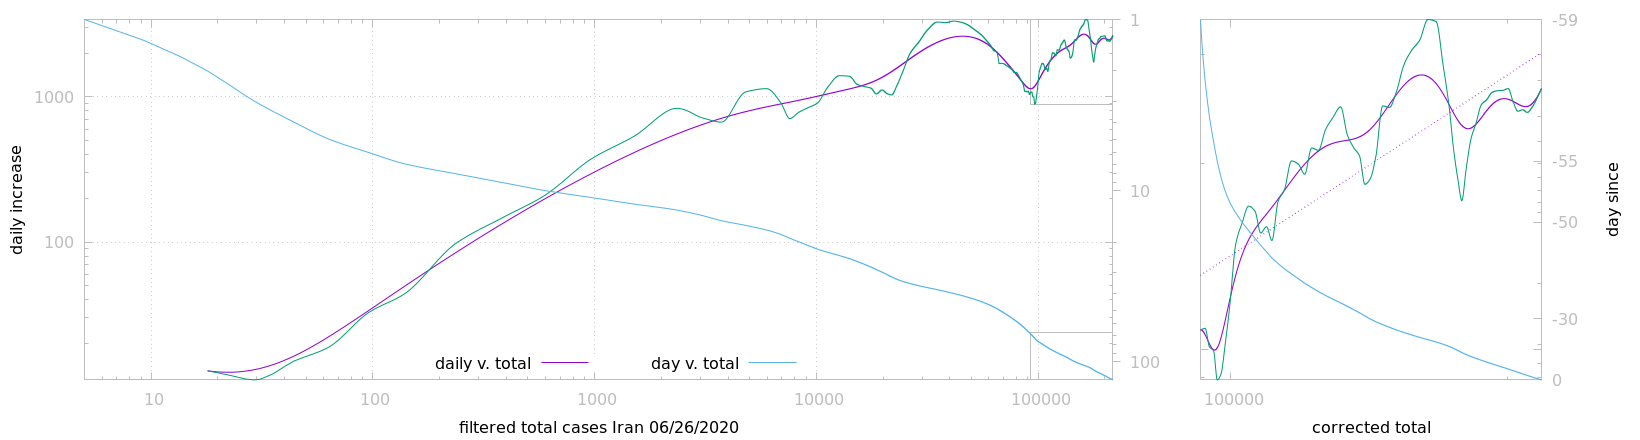 1
-59
1000
daily increase
-55
day since
10
-50
100
-30
daily v. total
day v. total
100
0
10
100
1000
10000
100000
100000
filtered total cases Iran 06/26/2020
corrected total